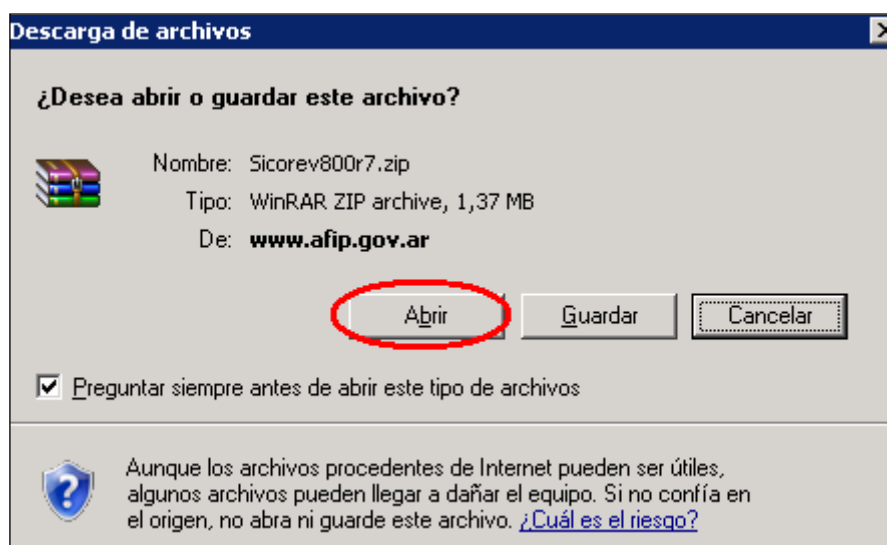 Descarga de archivos
¿Desea abrir o guardar este archivo?
Nombre: Sicorev800r7.zip
Tipo: WinRAR ZIP archive, 1,37 MB
De: www.afip.gov.ar
Abrir Guardar Cancelar
Preguntar siempre antes de abrir este tipo de archivos
Aunque los archivos procedentes de Internet pueden ser útiles,
algunos archivos pueden llegar a dañar el equipo. Si no confía en
el origen, no abra ni guarde este archivo. ¿Cuál es el riesgo?